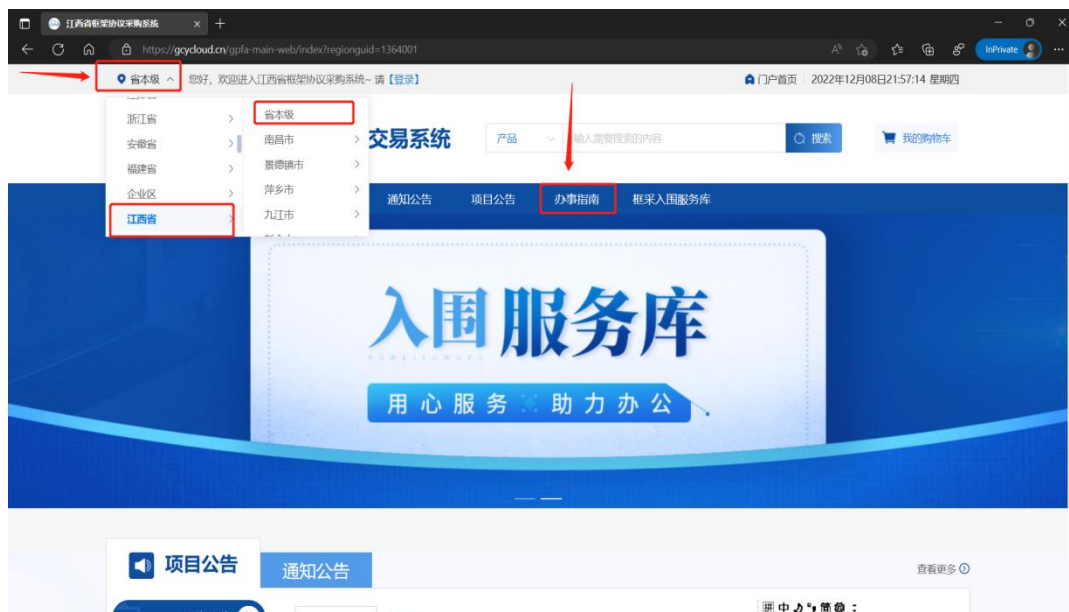 江西省框架协议采购系统
https://gcycloud.cn/gpfa-main-web/index?regionguid=1364001
InPrivate
省本级 您好，欢迎进入江西省框架协议采购系统~ 请【登录】
门户首页 2022年12月08日21:57:14 星期四
浙江省
安徽省
福建省
企业区
江西省
省本级
南昌市
景德镇市
萍乡市
九江市
交易系统
产品 输入需要搜索的内容 搜索 我的购物车
通知公告 项目公告 办事指南 框采入围服务库
入围服务库
用心服务 助力办公
项目公告 通知公告 查看更多
拼 中 简